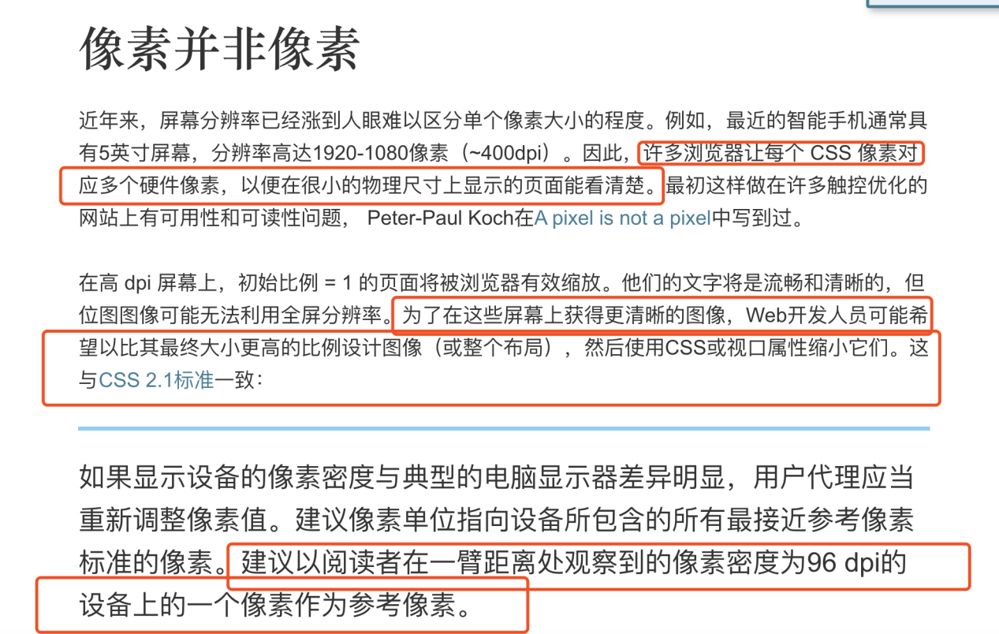 像素并非像素
近年来，屏幕分辨率已经涨到人眼难以区分单个像素大小的程度。例如，最近的智能手机通常具
有5英寸屏幕，分辨率高达1920-1080像素（~400dpi）。因此，许多浏览器让每个 CSS 像素对
应多个硬件像素，以便在很小的物理尺寸上显示的页面能看清楚。最初这样做在许多触控优化的
网站上有可用性和可读性问题， Peter-Paul Koch在A pixel is not a pixel中写到过。
在高 dpi 屏幕上，初始比例 = 1 的页面将被浏览器有效缩放。他们的文字将是流畅和清晰的，但
位图图像可能无法利用全屏分辨率。为了在这些屏幕上获得更清晰的图像，Web开发人员可能希
望以比其最终大小更高的比例设计图像（或整个布局），然后使用CSS或视口属性缩小它们。这
与CSS 2.1标准一致：
如果显示设备的像素密度与典型的电脑显示器差异明显，用户代理应当
重新调整像素值。建议像素单位指向设备所包含的所有最接近参考像素
标准的像素。建议以阅读者在一臂距离处观察到的像素密度为96 dpi的
设备上的一个像素作为参考像素。